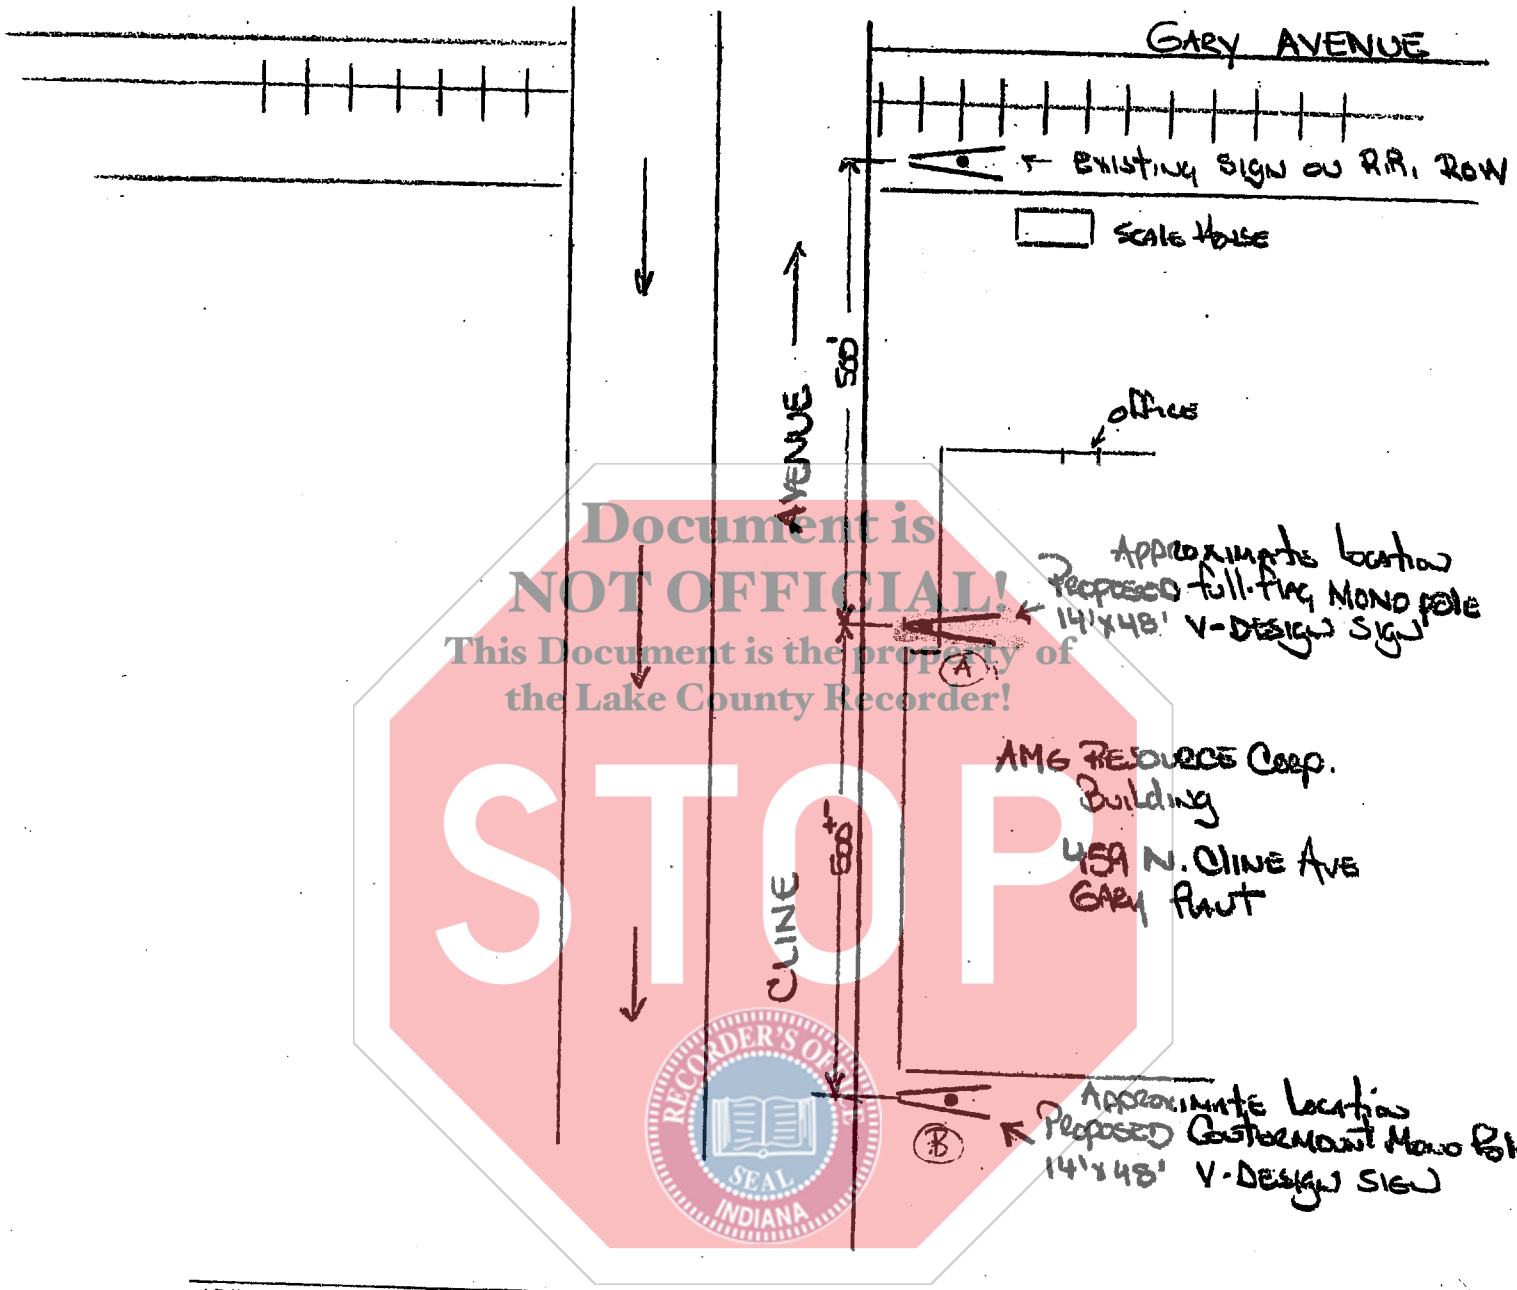 GARY AVENUE
EXISTING SIGN ON R.R. ROW
SCALE HOUSE
500'
OFFICE
AVENUE
Document is
NOT OFFICIAL!
This Document is the property of
the Lake County Recorder!
APPROXIMATE LOCATION
PROPOSED full-flag MONOPOLE
14'X48' V-DESIGN SIGN
A
AMG RESOURCE CORP.
Building
459 N. CLINE AVE
GARY PLANT
STOP
500'+-
CLINE
RECORDER'S OFFICE
SEAL
INDIANA
APPROXIMATE LOCATION
PROPOSED CENTERMOUNT MONO
14'X48' V-DESIGN SIGN
B